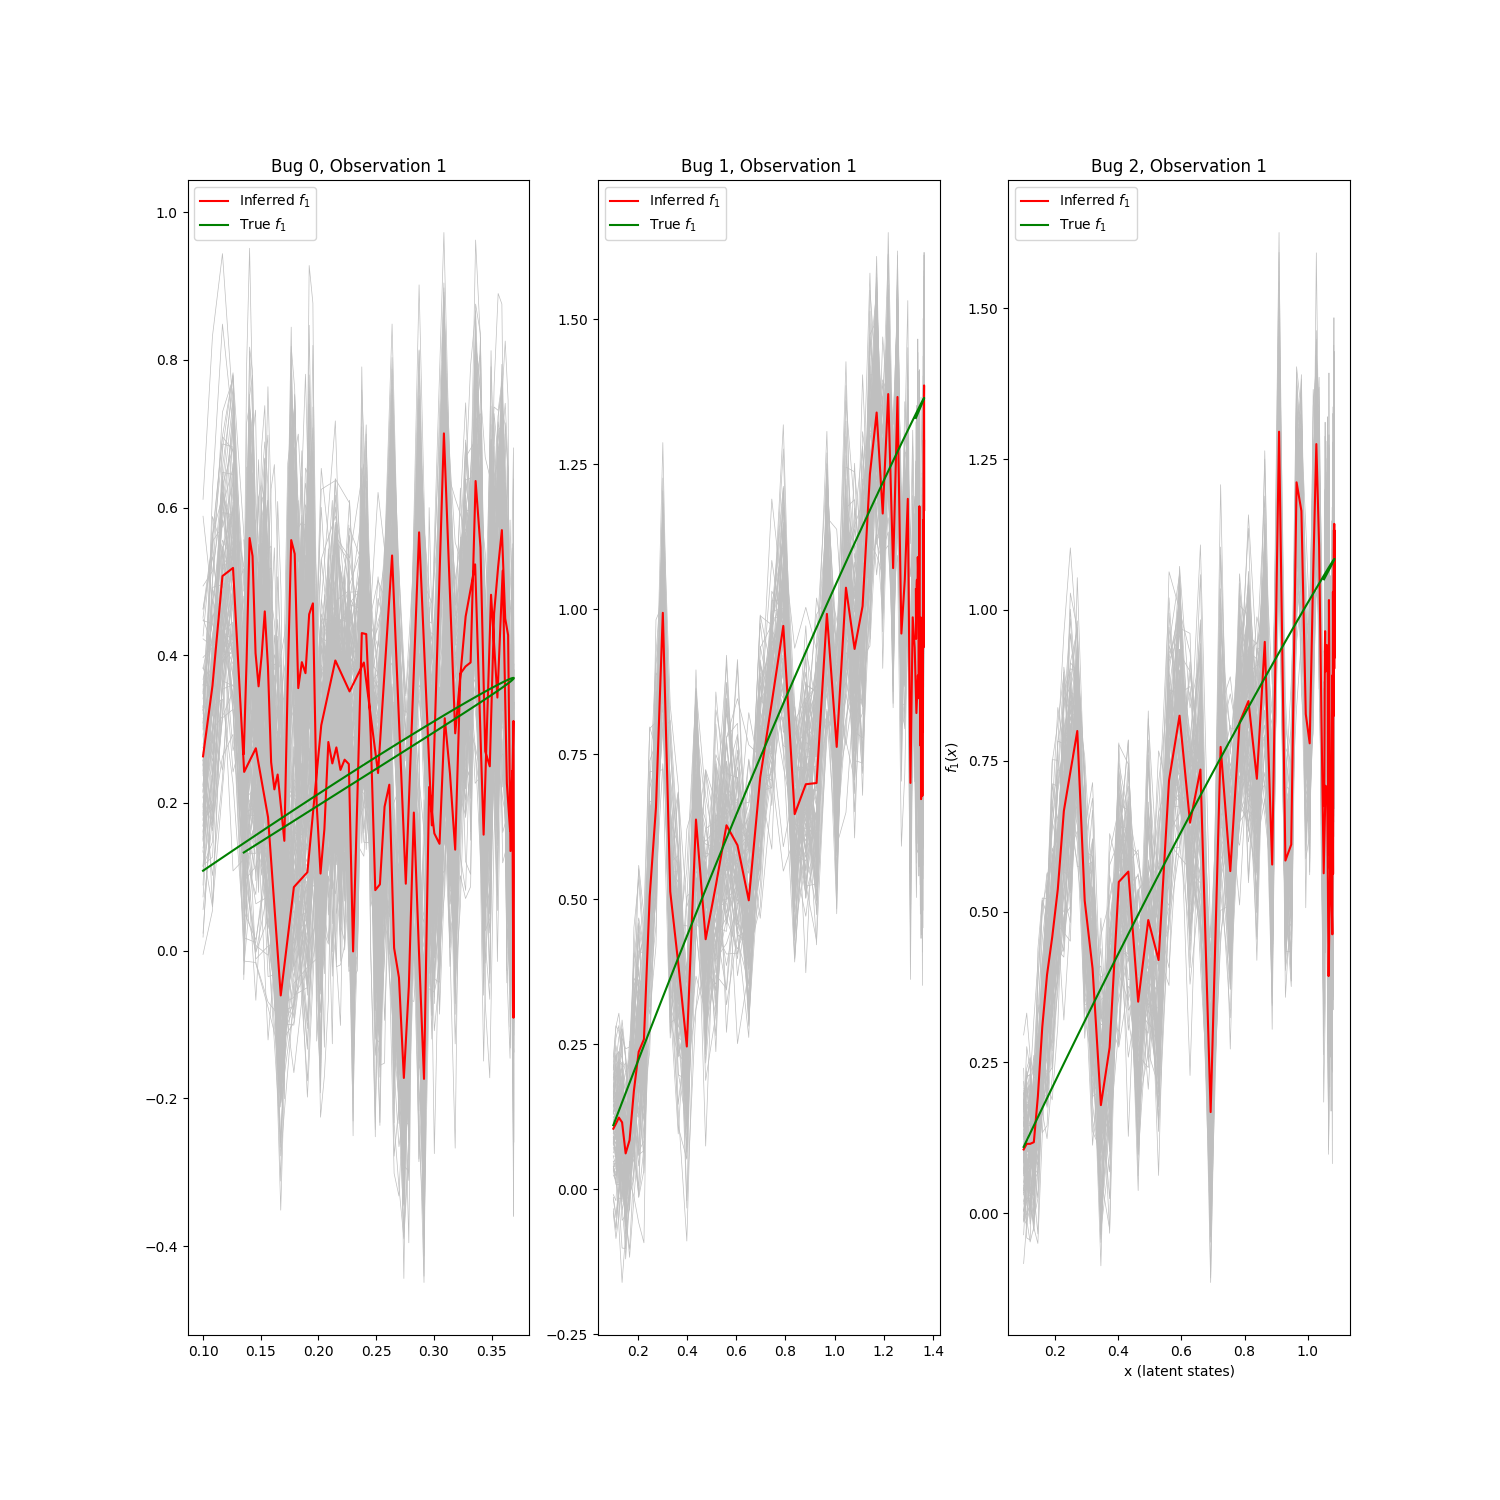 Bug 0, Observation 1
Inferred f₁
True f₁
1.0
0.8
0.6
0.4
0.2
0.0
−0.2
−0.4
0.10 0.15 0.20 0.25 0.30 0.35
Bug 1, Observation 1
Inferred f₁
True f₁
1.50
1.25
1.00
0.75
0.50
0.25
0.00
−0.25
0.2 0.4 0.6 0.8 1.0 1.2 1.4
Bug 2, Observation 1
Inferred f₁
True f₁
f₁(x)
1.50
1.25
1.00
0.75
0.50
0.25
0.00
0.2 0.4 0.6 0.8 1.0
x (latent states)